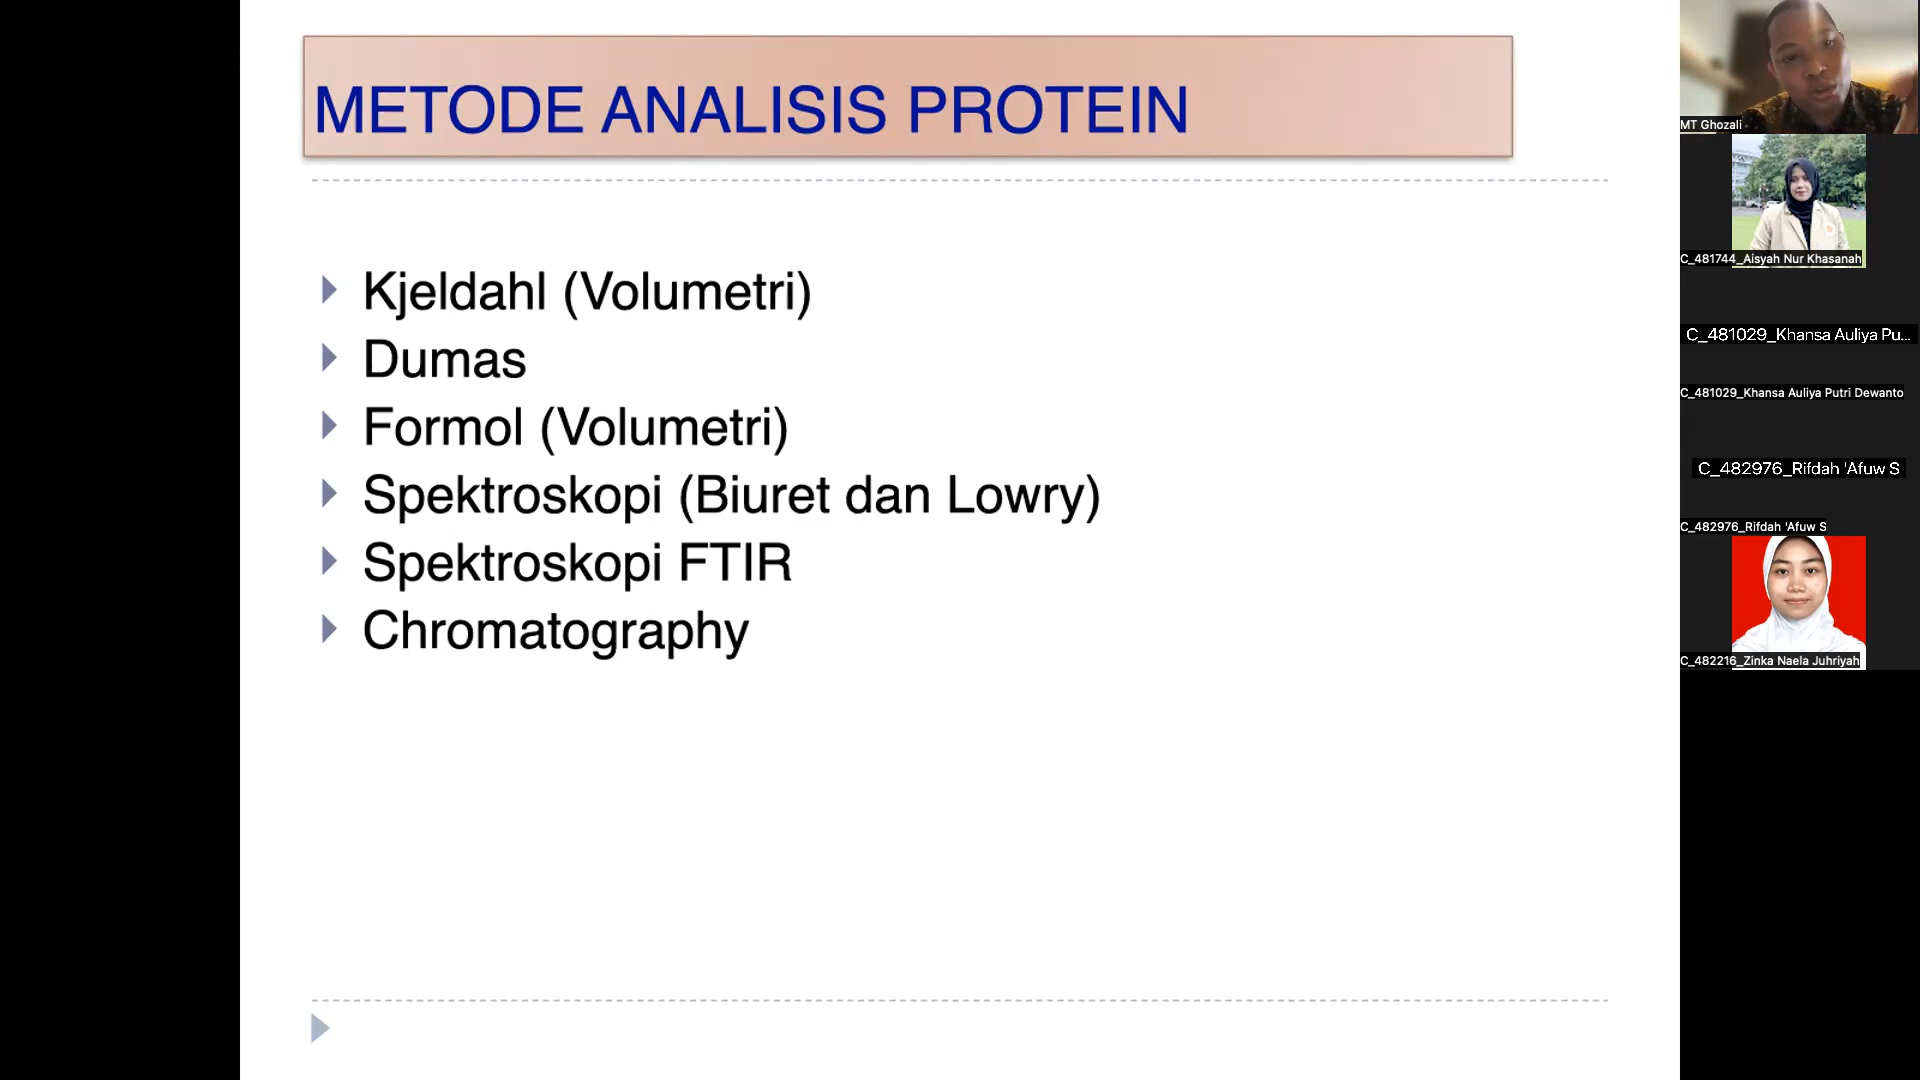 METODE ANALISIS PROTEIN
Kjeldahl (Volumetri)
Dumas
Formol (Volumetri)
Spektroskopi (Biuret dan Lowry)
Spektroskopi FTIR
Chromatography
MT Ghozali
C_481744_Aisyah Nur Khasanah
C_481029_Khansa Auliya Pu...
C_481029_Khansa Auliya Putri Dewanto
C_482976_Rifdah 'Afuw S
C_482976_Rifdah 'Afuw S
C_482216_Zinka Naela Juhriyah